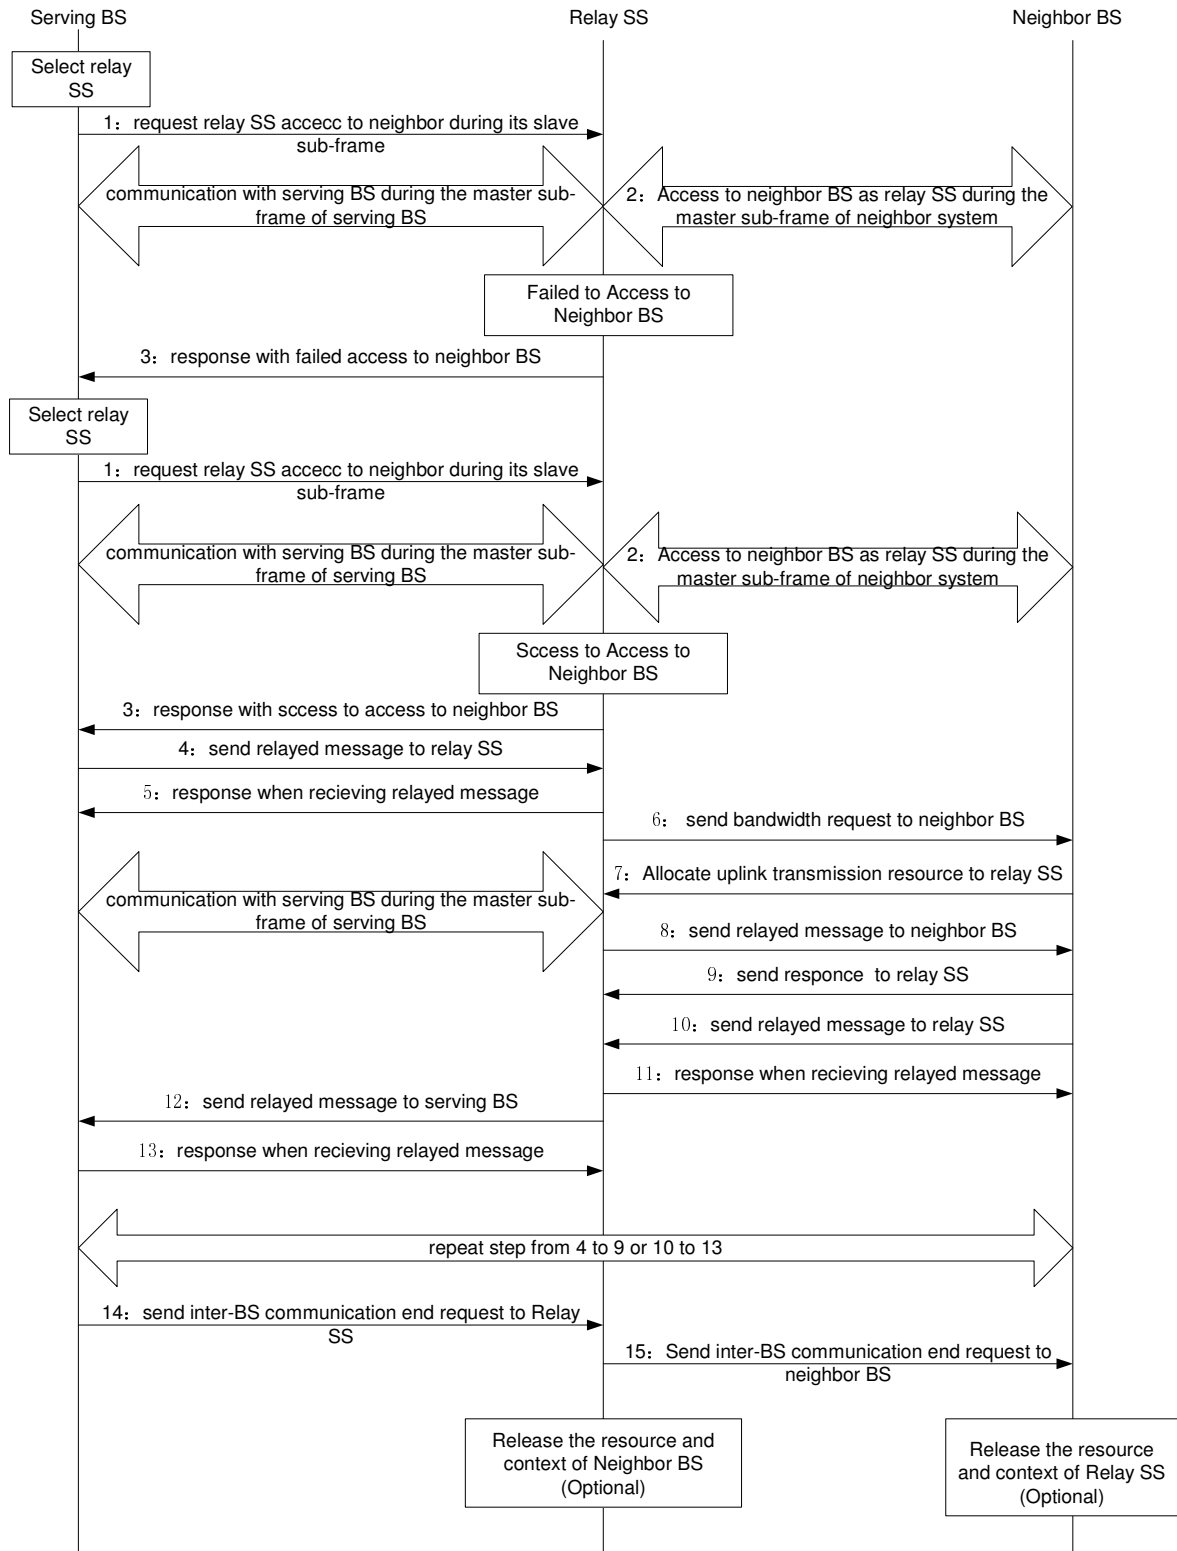 Serving BS
Relay SS
Neighbor BS
Select relay
SS
1：request relay SS accecc to neighbor during its slave
sub-frame
communication with serving BS during the master sub-
frame of serving BS
2：Access to neighbor BS as relay SS during the
master sub-frame of neighbor system
Failed to Access to
Neighbor BS
3：response with failed access to neighbor BS
Select relay
SS
1：request relay SS accecc to neighbor during its slave
sub-frame
communication with serving BS during the master sub-
frame of serving BS
2：Access to neighbor BS as relay SS during the
master sub-frame of neighbor system
Sccess to Access to
Neighbor BS
3：response with sccess to access to neighbor BS
4：send relayed message to relay SS
5：response when recieving relayed message
6：send bandwidth request to neighbor BS
7：Allocate uplink transmission resource to relay SS
communication with serving BS during the master sub-
frame of serving BS
8：send relayed message to neighbor BS
9：send responce to relay SS
10：send relayed message to relay SS
11：response when recieving relayed message
12：send relayed message to serving BS
13：response when recieving relayed message
repeat step from 4 to 9 or 10 to 13
14：send inter-BS communication end request to Relay
SS
15：Send inter-BS communication end request to
neighbor BS
Release the resource and
context of Neighbor BS
(Optional)
Release the resource
and context of Relay SS
(Optional)